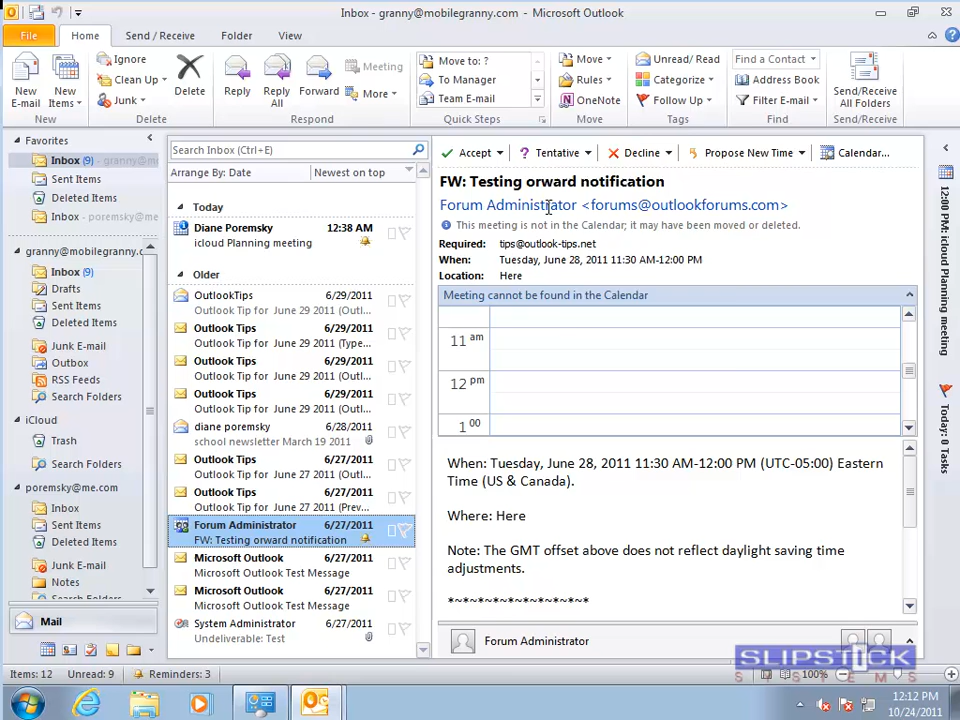 Inbox - granny@mobilegranny.com - Microsoft Outlook
File Home Send / Receive Folder View
New E-mail
New Items
New
Ignore
Clean Up
Junk
Delete
Delete
Reply
Reply All
Forward
Meeting
More
Respond
Move to: ?
To Manager
Team E-mail
Quick Steps
Move
Rules
OneNote
Move
Unread/ Read
Categorize
Follow Up
Tags
Find a Contact
Address Book
Filter E-mail
Find
Send/Receive All Folders
Send/Receive
Favorites
Inbox (9) - granny@m
Sent Items
Deleted Items
Inbox - poremsky@me
granny@mobilegranny.c
Inbox (9)
Drafts
Sent Items
Deleted Items
Junk E-mail
Outbox
RSS Feeds
Search Folders
iCloud
Trash
Search Folders
poremsky@me.com
Inbox
Sent Items
Deleted Items
Junk E-mail
Notes
Search Folders
Mail
Search Inbox (Ctrl+E)
Arrange By: Date Newest on top
Today
Diane Poremsky 12:38 AM
icloud Planning meeting
Older
OutlookTips 6/29/2011
Outlook Tip for June 29 2011 (Outl...
Outlook Tips 6/29/2011
Outlook Tip for June 29 2011 (Type...
Outlook Tips 6/29/2011
Outlook Tip for June 29 2011 (Outl...
Outlook Tips 6/29/2011
Outlook Tip for June 29 2011 (Outl...
diane poremsky 6/28/2011
school newsletter March 19 2011
Outlook Tips 6/27/2011
Outlook Tip for June 27 2011 (Outl...
Outlook Tips 6/27/2011
Outlook Tip for June 27 2011 (Prev...
Forum Administrator 6/27/2011
FW: Testing orward notification
Microsoft Outlook 6/27/2011
Microsoft Outlook Test Message
Microsoft Outlook 6/27/2011
Microsoft Outlook Test Message
System Administrator 6/27/2011
Undeliverable: Test
Accept Tentative Decline Propose New Time Calendar...
FW: Testing orward notification
Forum Administrator <forums@outlookforums.com>
This meeting is not in the Calendar; it may have been moved or deleted.
Required: tips@outlook-tips.net
When: Tuesday, June 28, 2011 11:30 AM-12:00 PM
Location: Here
Meeting cannot be found in the Calendar
11 am
12 pm
1 00
When: Tuesday, June 28, 2011 11:30 AM-12:00 PM (UTC-05:00) Eastern
Time (US & Canada).
Where: Here
Note: The GMT offset above does not reflect daylight saving time
adjustments.
*~*~*~*~*~*~*~*~*~*
Forum Administrator
12:00 PM: icloud Planning meeting
Today: 0 Tasks
SLIPSTICK
SYSTEMS
Items: 12 Unread: 9 Reminders: 3 100%
12:12 PM
10/24/2011